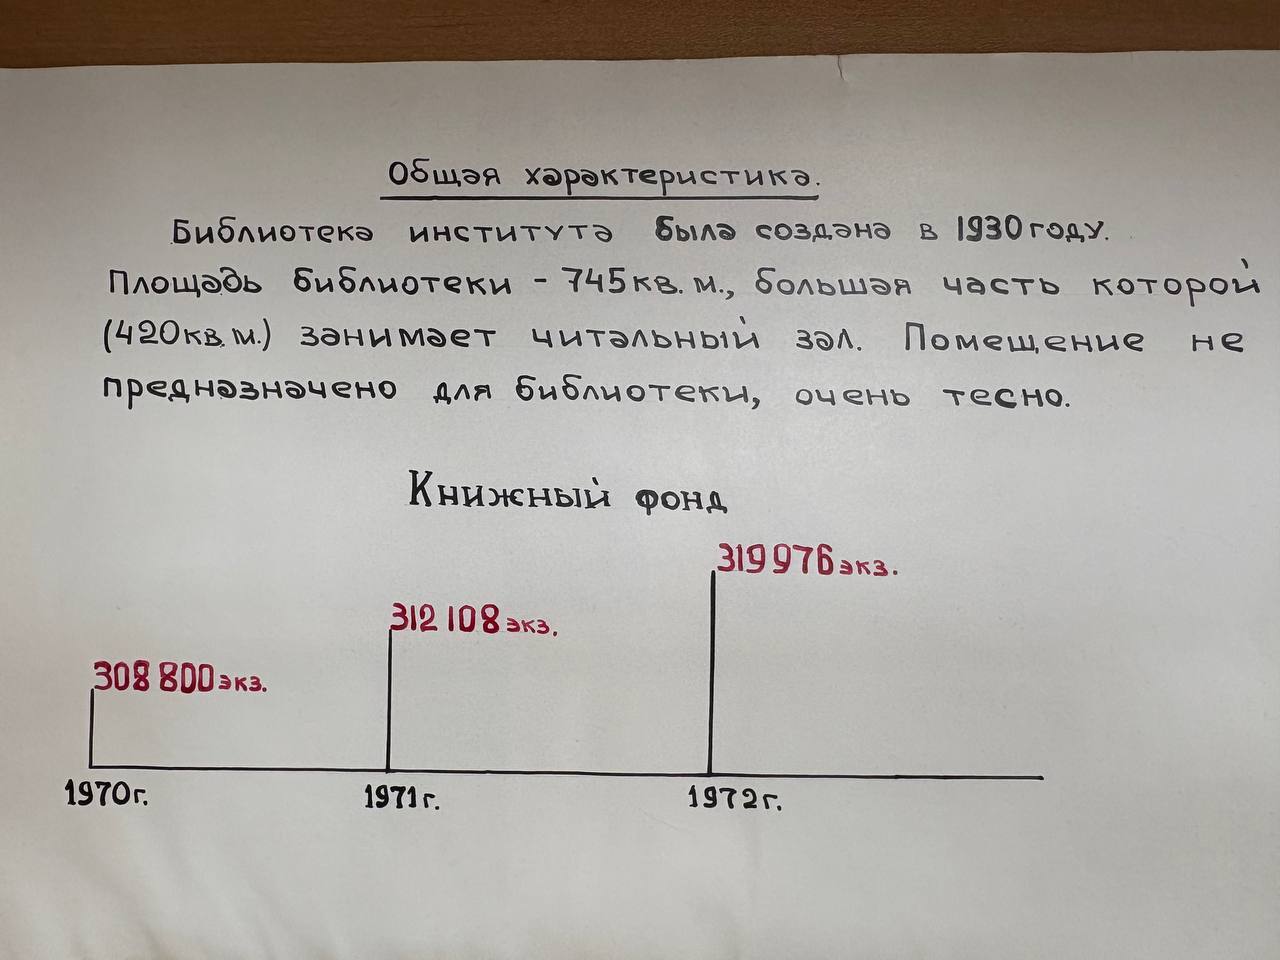 Общая характеристика.
Библиотека института была создана в 1930 году.
Площадь библиотеки - 745 кв. м., большая часть которой
(420 кв. м.) занимает читальный зал. Помещение не
предназначено для библиотеки, очень тесно.
Книжный фонд
319 976 экз.
312 108 экз.
308 800 экз.
1970 г. 1971 г. 1972 г.